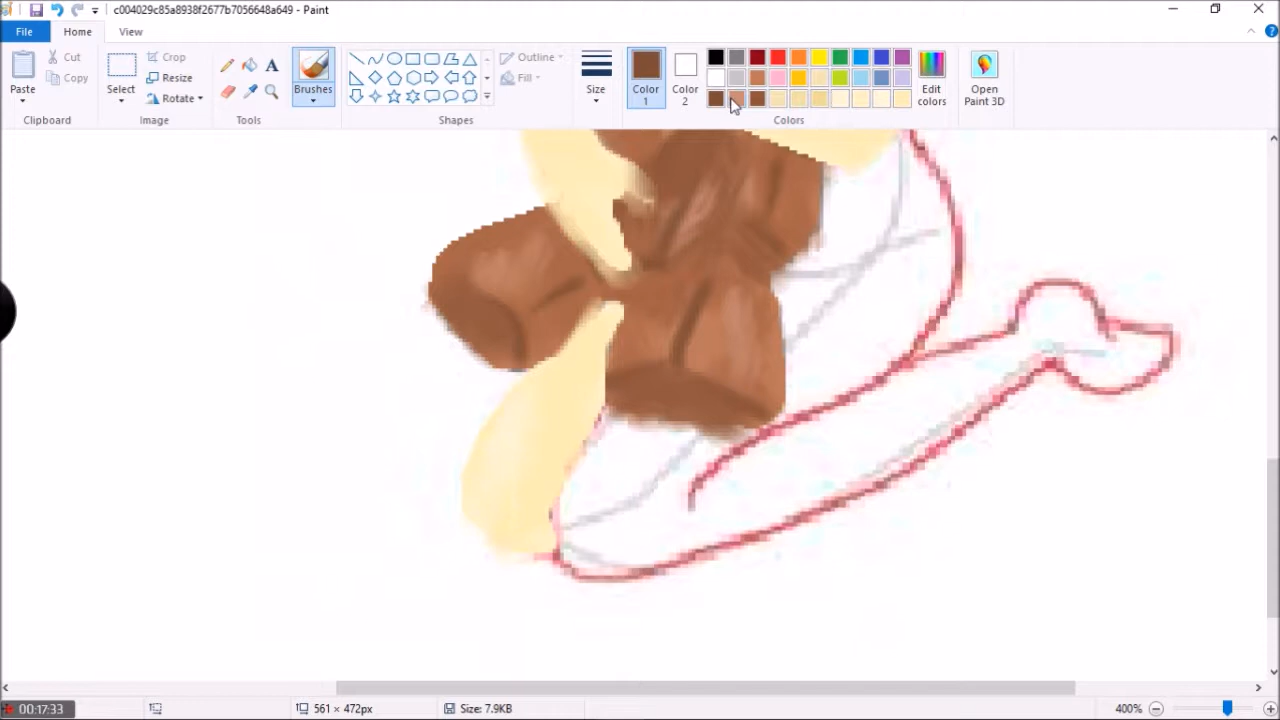 c004029c85a8938f2677b7056648a649 - Paint
File
Home
View
Paste
Cut
Copy
Clipboard
Select
Crop
Resize
Rotate
Image
A
Tools
Brushes
Shapes
Outline
Fill
Size
Color 1
Color 2
Colors
Edit colors
Open Paint 3D
00:17:33
561 × 472px
Size: 7.9KB
400%